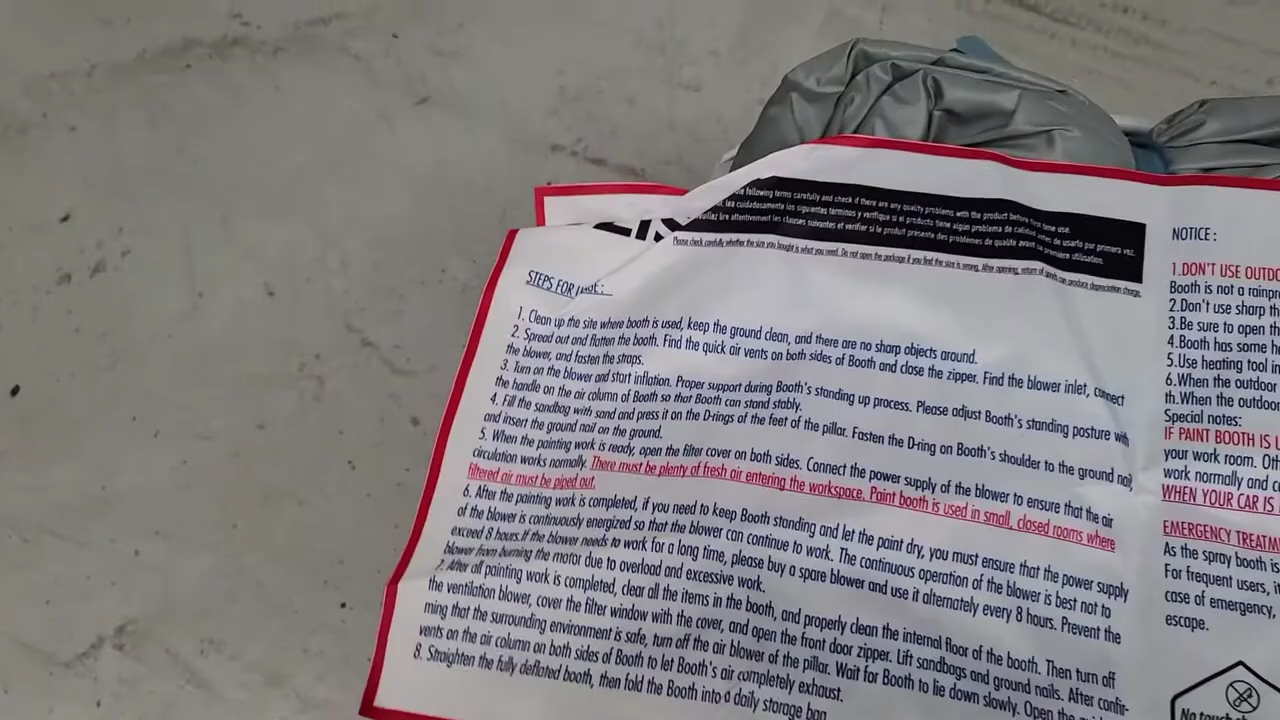 the following terms carefully and check if there are any quality problems with the product before first time use.
lea cuidadosamente los siguientes términos y verifique si el producto tiene algún problema de calidad antes de usarlo por primera vez.
lire attentivement les clauses suivantes et vérifier si le produit présente des problèmes de qualité avant sa première utilisation.
Please check carefully whether the size you bought is what you need. Do not open the package if you find the size is wrong. After opening, return of goods can produce depreciation charge.
STEPS FOR
1. Clean up the site where booth is used, keep the ground clean, and there are no sharp objects around.
2. Spread out and flatten the booth. Find the quick air vents on both sides of Booth and close the zipper. Find the blower inlet, connect
the blower, and fasten the straps.
3. Turn on the blower and start inflation. Proper support during Booth's standing up process. Please adjust Booth's standing posture with
the handle on the air column of Booth so that Booth can stand stably.
4. Fill the sandbag with sand and press it on the D-rings of the feet of the pillar. Fasten the D-ring on Booth's shoulder to the ground nail,
and insert the ground nail on the ground.
5. When the painting work is ready, open the filter cover on both sides. Connect the power supply of the blower to ensure that the air
circulation works normally. There must be plenty of fresh air entering the workspace. Paint booth is used in small, closed rooms where
filtered air must be piped out.
6. After the painting work is completed, if you need to keep Booth standing and let the paint dry, you must ensure that the power supply
of the blower is continuously energized so that the blower can continue to work. The continuous operation of the blower is best not to
exceed 8 hours.If the blower needs to work for a long time, please buy a spare blower and use it alternately every 8 hours. Prevent the
blower from burning the motor due to overload and excessive work.
7. After all painting work is completed, clear all the items in the booth, and properly clean the internal floor of the booth. Then turn off
the ventilation blower, cover the filter window with the cover, and open the front door zipper. Lift sandbags and ground nails. After confir-
ming that the surrounding environment is safe, turn off the air blower of the pillar. Wait for Booth to lie down slowly. Open the
vents on the air column on both sides of Booth to let Booth's air completely exhaust.
8. Straighten the fully deflated booth, then fold the Booth into a daily storage bag
NOTICE :
1.DON'T USE OUTDO
Booth is not a rainpr
2.Don't use sharp th
3.Be sure to open th
4.Booth has some h
5.Use heating tool in
6.When the outdoor
th.When the outdoor
Special notes:
IF PAINT BOOTH IS
your work room. Oth
work normally and c
WHEN YOUR CAR IS
EMERGENCY TREATM
As the spray booth is
For frequent users, i
case of emergency,
escape.
No touch